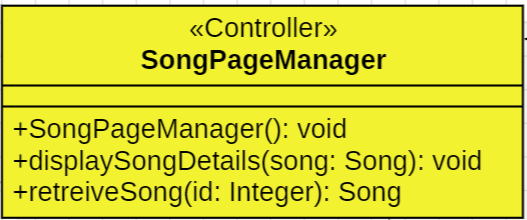 «Controller»
SongPageManager
+SongPageManager(): void
+displaySongDetails(song: Song): void
+retreiveSong(id: Integer): Song